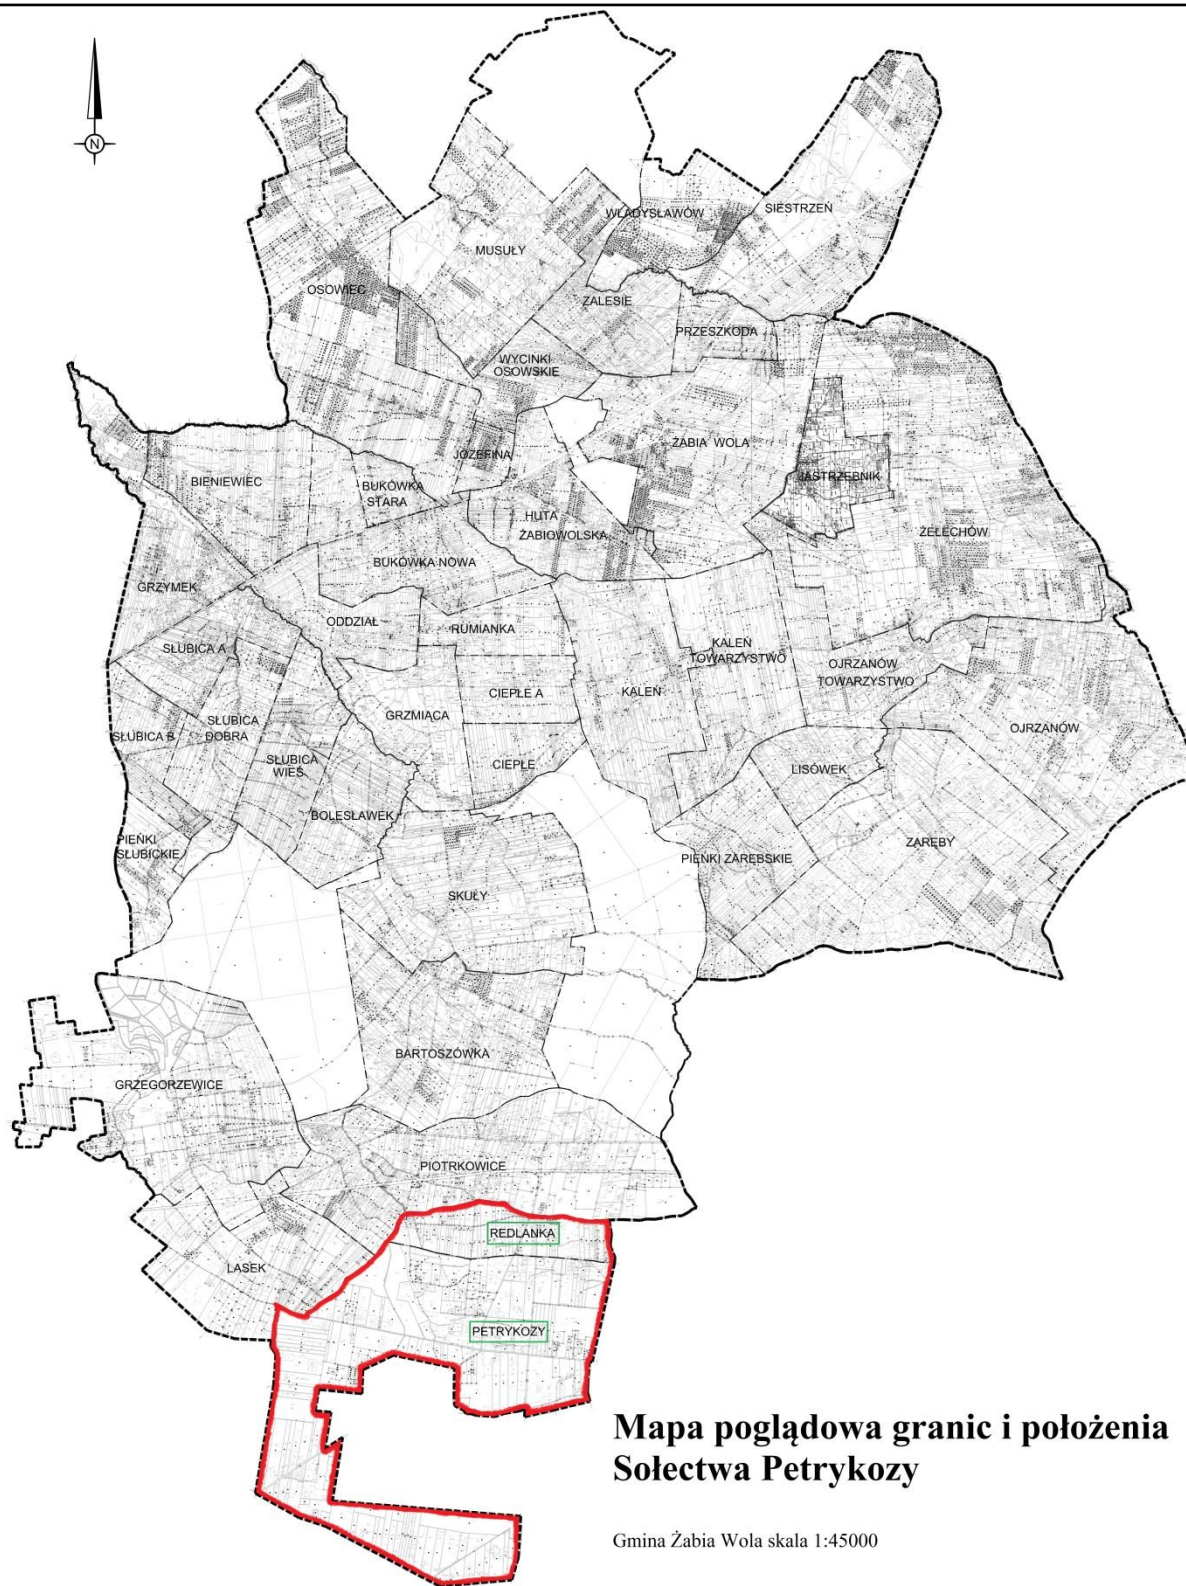 N
WŁADYSŁAWÓW
SIESTRZEŃ
MUSUŁY
OSOWIEC
ZALESIE
PRZESZKODA
WYCINKI
OSOWSKIE
ŻABIA WOLA
JÓZEFINA
JASTRZĘBNIK
BIENIEWIEC
BUKÓWKA
STARA
HUTA
ŻABIOWOLSKA
ŻELECHÓW
BUKÓWKA NOWA
GRZYMEK
ODDZIAŁ
RUMIANKA
SŁUBICA A
KALEŃ
TOWARZYSTWO
OJRZANÓW
TOWARZYSTWO
CIEPŁE A
KALEŃ
GRZMIĄCA
SŁUBICA
DOBRA
SŁUBICA B
OJRZANÓW
SŁUBICA
WIEŚ
CIEPŁE
LISÓWEK
BOLESŁAWEK
PIEŃKI
SŁUBICKIE
ZARĘBY
PIEŃKI ZARĘBSKIE
SKUŁY
BARTOSZÓWKA
GRZEGORZEWICE
PIOTRKOWICE
REDLANKA
LASEK
PETRYKOZY
Mapa poglądowa granic i położenia
Sołectwa Petrykozy
Gmina Żabia Wola skala 1:45000